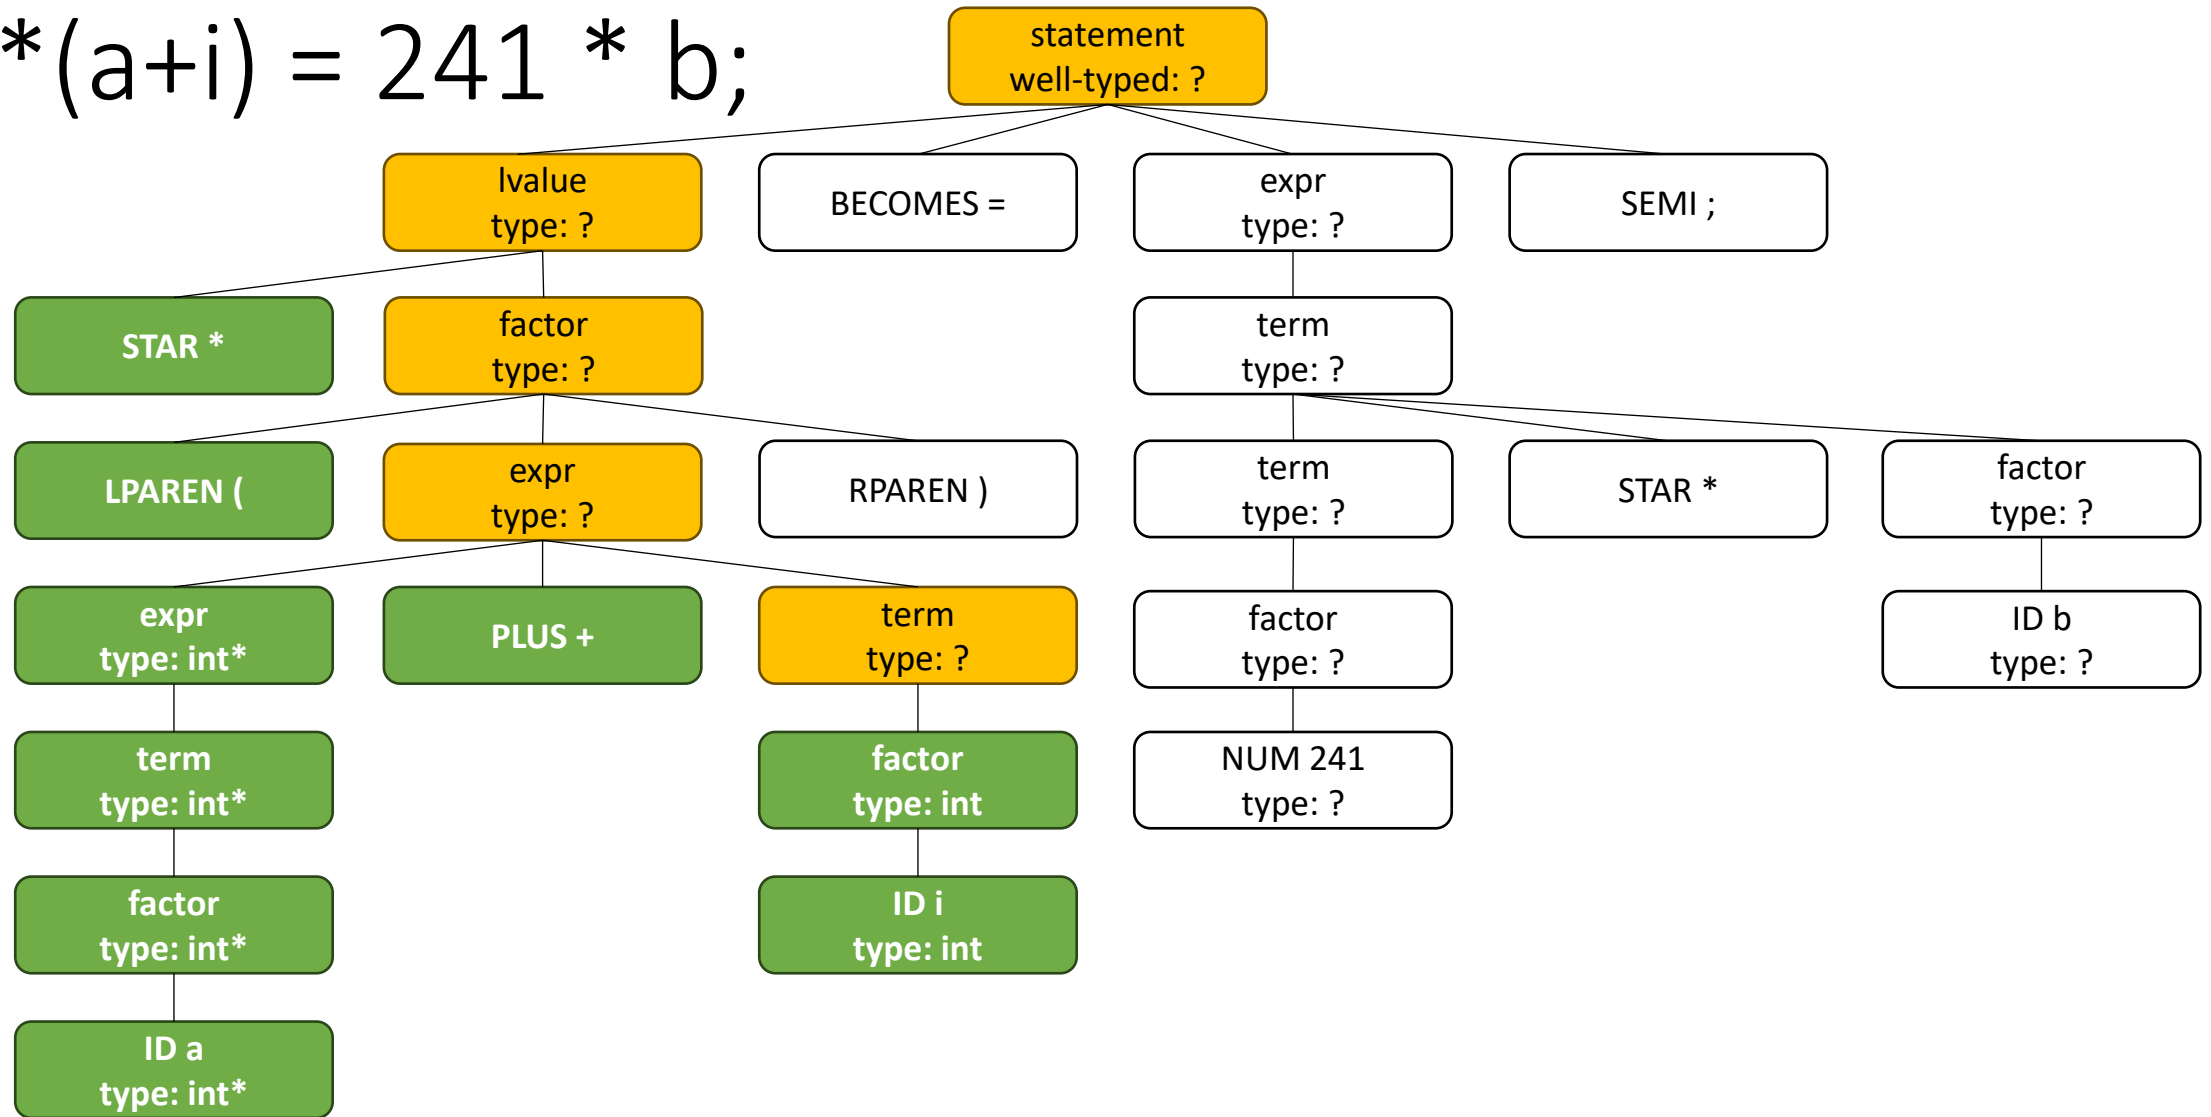 *(a+i) = 241 * b;
statement
well-typed: ?
lvalue
type: ?
BECOMES =
expr
type: ?
SEMI ;
STAR *
factor
type: ?
term
type: ?
LPAREN (
expr
type: ?
RPAREN )
term
type: ?
STAR *
factor
type: ?
expr
type: int*
PLUS +
term
type: ?
factor
type: ?
ID b
type: ?
term
type: int*
factor
type: int
NUM 241
type: ?
factor
type: int*
ID i
type: int
ID a
type: int*